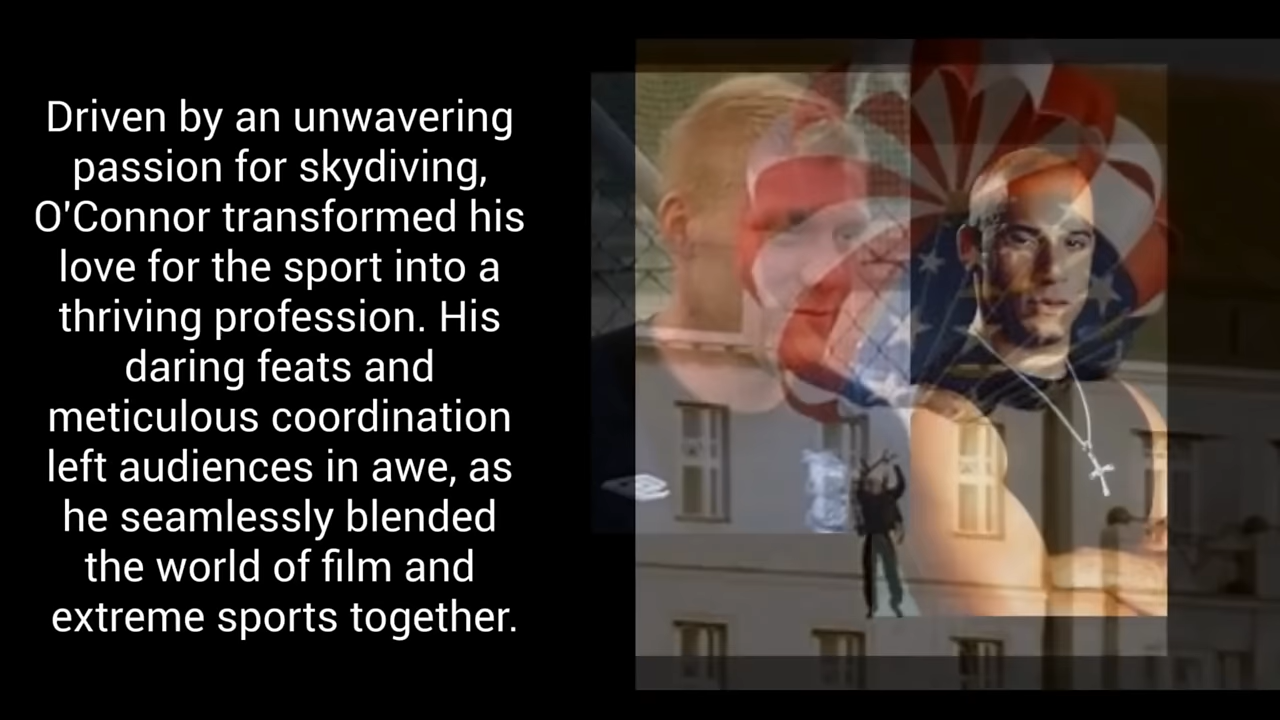 Driven by an unwavering
passion for skydiving,
O'Connor transformed his
love for the sport into a
thriving profession. His
daring feats and
meticulous coordination
left audiences in awe, as
he seamlessly blended
the world of film and
extreme sports together.